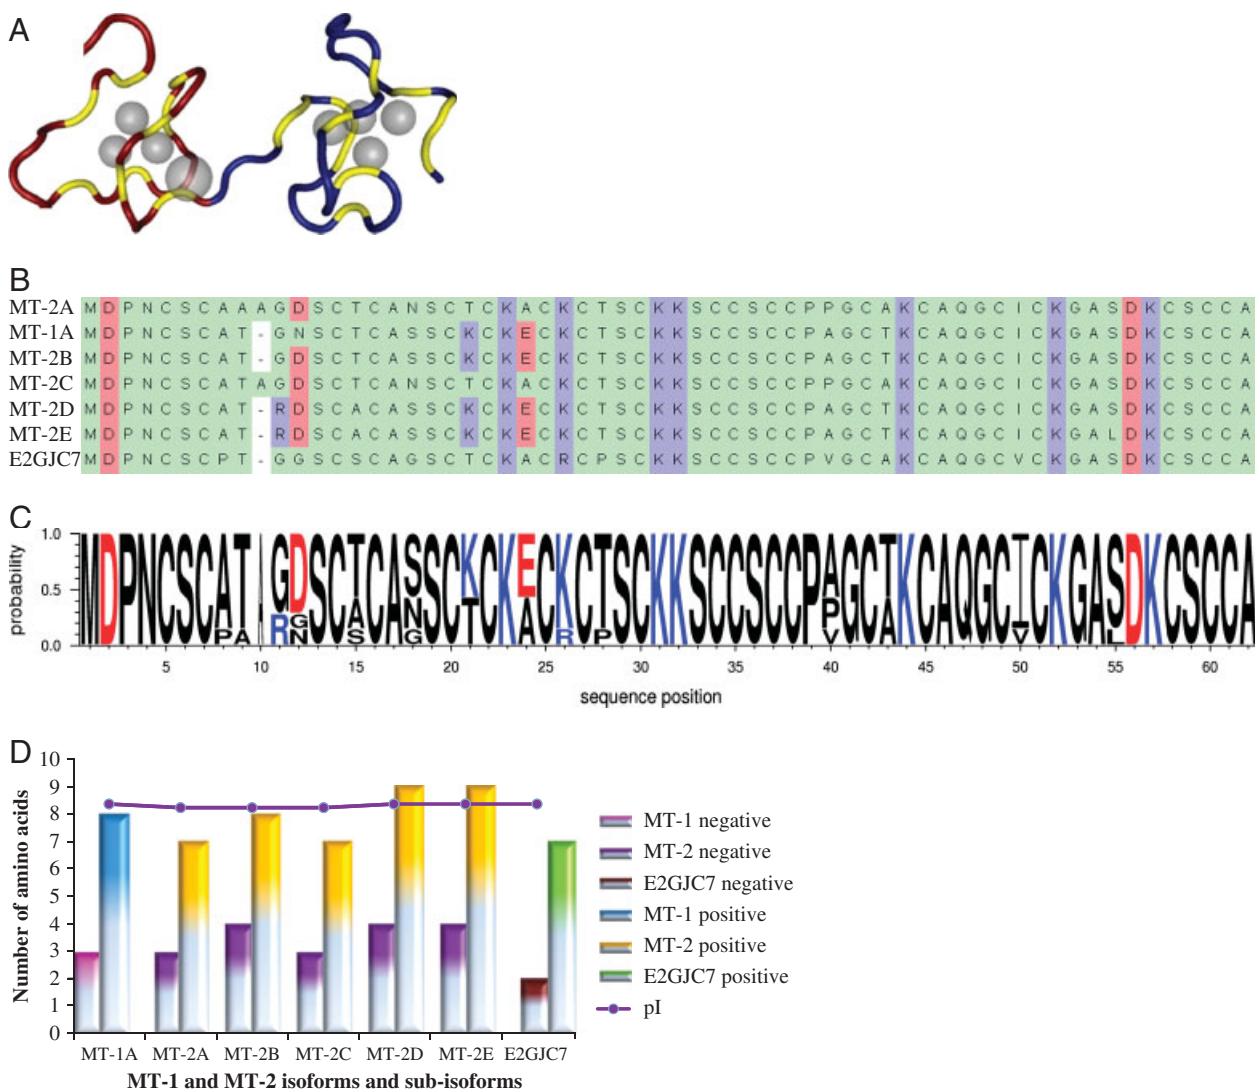 A
B
MT-2A M D P N C S C A A A G D S C T C A N S C T C K A C K C T S C K K S C C S C C P P G C A K C A Q G C I C K G A S D K C S C C A
MT-1A M D P N C S C A T - G N S C T C A S S C K C K E C K C T S C K K S C C S C C P A G C T K C A Q G C I C K G A S D K C S C C A
MT-2B M D P N C S C A T - G D S C T C A S S C K C K E C K C T S C K K S C C S C C P A G C T K C A Q G C I C K G A S D K C S C C A
MT-2C M D P N C S C A T A G D S C T C A N S C T C K A C K C T S C K K S C C S C C P P G C A K C A Q G C I C K G A S D K C S C C A
MT-2D M D P N C S C A T - R D S C A C A S S C K C K E C K C T S C K K S C C S C C P A G C T K C A Q G C I C K G A S D K C S C C A
MT-2E M D P N C S C A T - R D S C A C A S S C K C K E C K C T S C K K S C C S C C P A G C T K C A Q G C I C K G A L D K C S C C A
E2GJC7 M D P N C S C P T - G G S C S C A G S C T C K A C R C P S C K K S C C S C C P V G C A K C A Q G C V C K G A S D K C S C C A
C
probability
1.0
0.5
0.0
MDPNCSCATAGDSCTCASSCKCKECKCTSCKKSCCSCCPAGCTKCAQGCICKGASDKCSCCA
PARGNASNGTARPPVAVL
5 10 15 20 25 30 35 40 45 50 55 60
sequence position
D
Number of amino acids
10
9
8
7
6
5
4
3
2
1
0
MT-1A MT-2A MT-2B MT-2C MT-2D MT-2E E2GJC7
MT-1 and MT-2 isoforms and sub-isoforms
MT-1 negative
MT-2 negative
E2GJC7 negative
MT-1 positive
MT-2 positive
E2GJC7 positive
pI